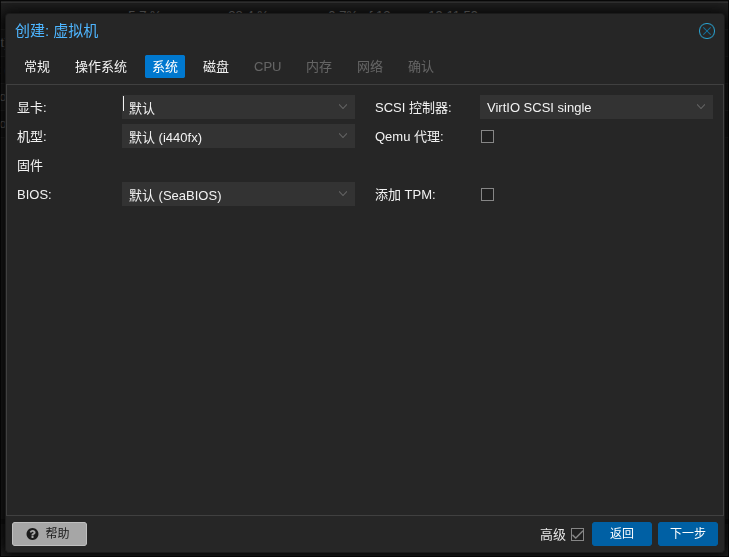 创建: 虚拟机
常规 操作系统 系统 磁盘 CPU 内存 网络 确认
显卡: 默认 SCSI 控制器: VirtIO SCSI single
机型: 默认 (i440fx) Qemu 代理:
固件
BIOS: 默认 (SeaBIOS) 添加 TPM:
帮助 高级 返回 下一步